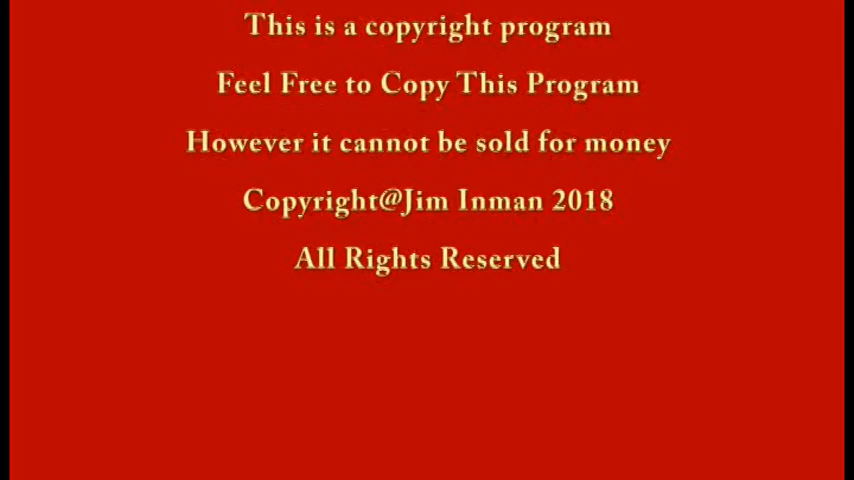 This is a copyright program
Feel Free to Copy This Program
However it cannot be sold for money
Copyright@Jim Inman 2018
All Rights Reserved